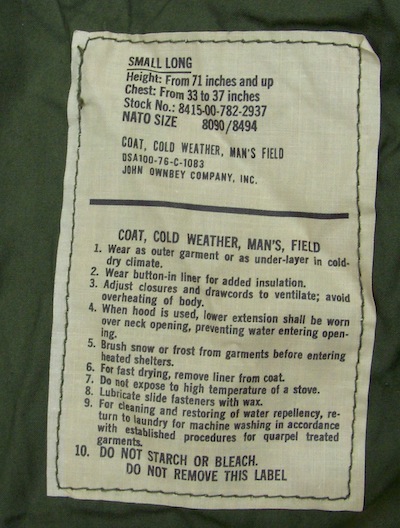 SMALL LONG
Height: From 71 inches and up
Chest: From 33 to 37 inches
Stock No.: 8415-00-782-2937
NATO SIZE 8090/8494
COAT, COLD WEATHER, MAN'S FIELD
DSA100-76-C-1083
JOHN OWNBEY COMPANY, INC.
COAT, COLD WEATHER, MAN'S, FIELD
1. Wear as outer garment or as under-layer in cold-
dry climate.
2. Wear button-in liner for added insulation.
3. Adjust closures and drawcords to ventilate; avoid
overheating of body.
4. When hood is used, lower extension shall be worn
over neck opening, preventing water entering open-
ing.
5. Brush snow or frost from garments before entering
heated shelters.
6. For fast drying, remove liner from coat.
7. Do not expose to high temperature of a stove.
8. Lubricate slide fasteners with wax.
9. For cleaning and restoring of water repellency, re-
turn to laundry for machine washing in accordance
with established procedures for quarpel treated
garments.
10. DO NOT STARCH OR BLEACH.
DO NOT REMOVE THIS LABEL